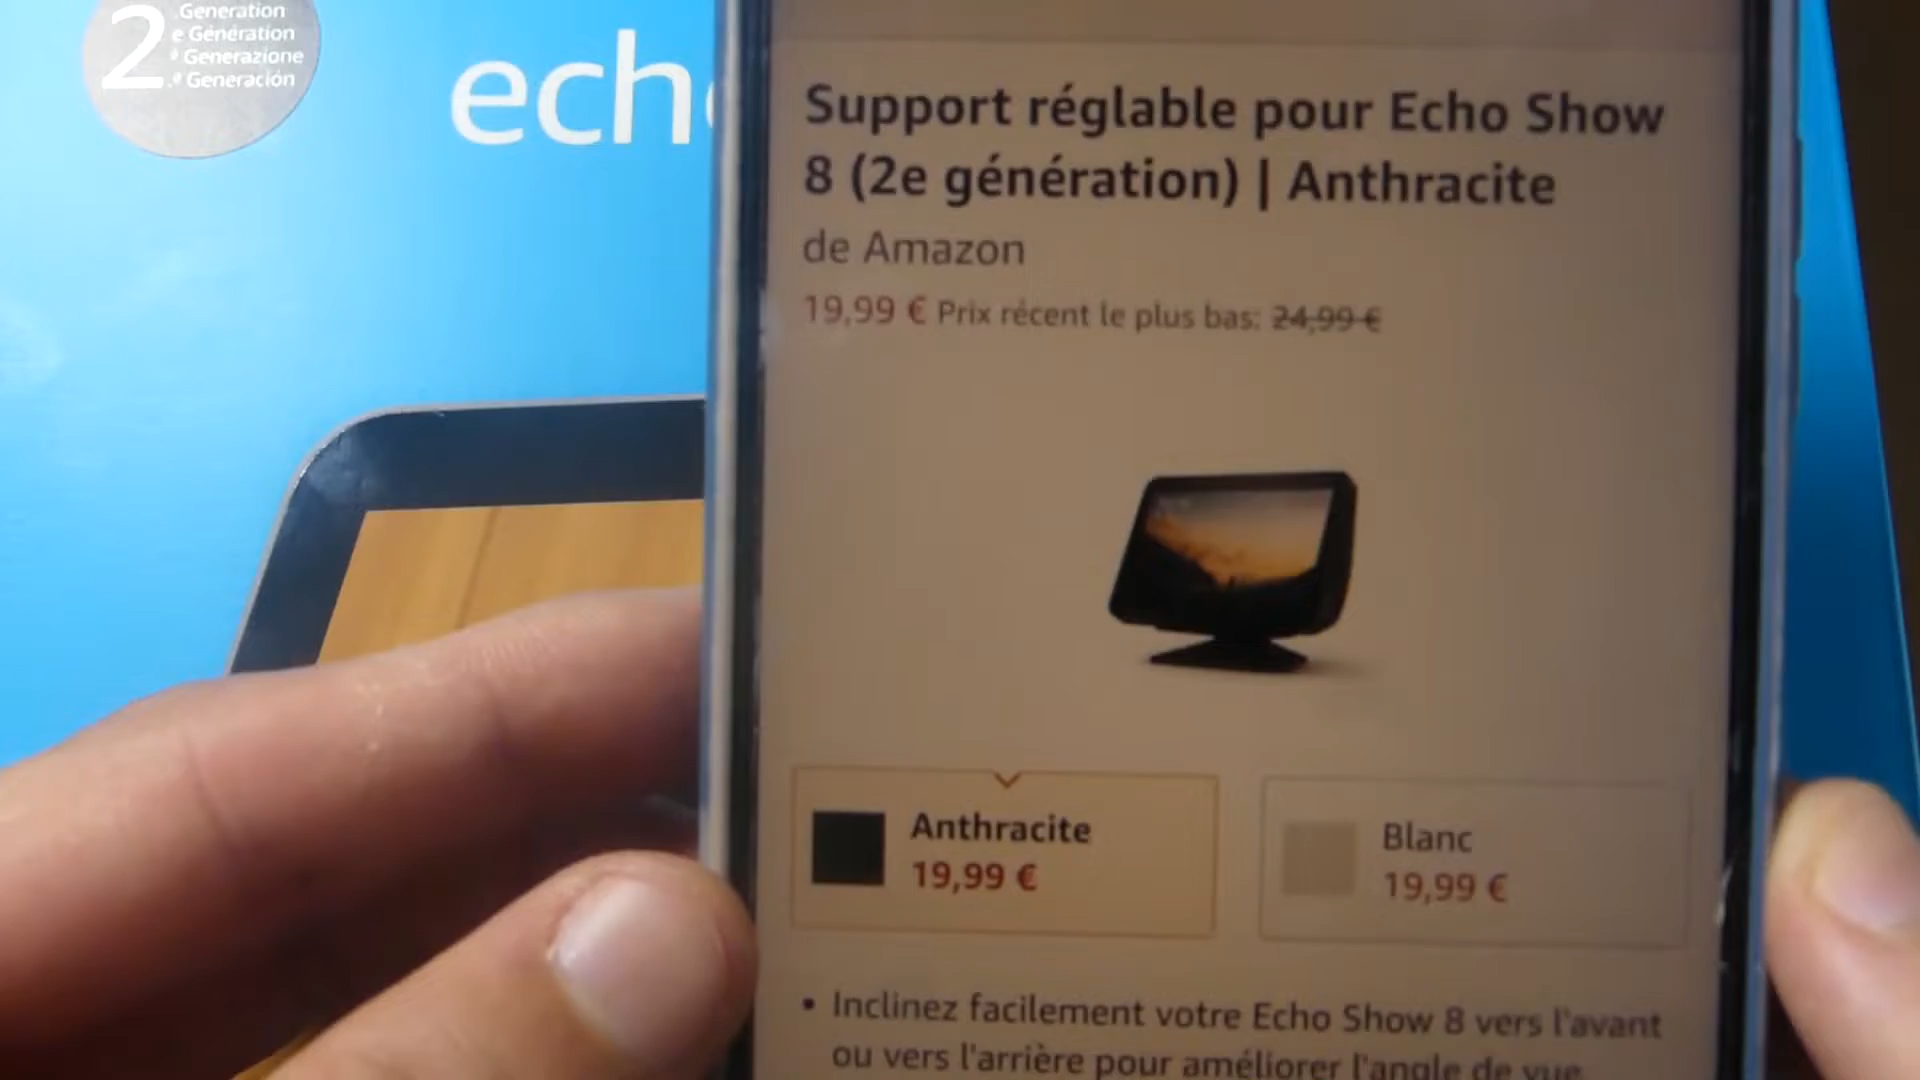 2
Generation
e Génération
ª Generazione
.ª Generación
echo
Support réglable pour Echo Show
8 (2e génération) | Anthracite
de Amazon
19,99 € Prix récent le plus bas: 24,99 €
Anthracite
19,99 €
Blanc
19,99 €
• Inclinez facilement votre Echo Show 8 vers l'avant
ou vers l'arrière pour améliorer l'angle de vue